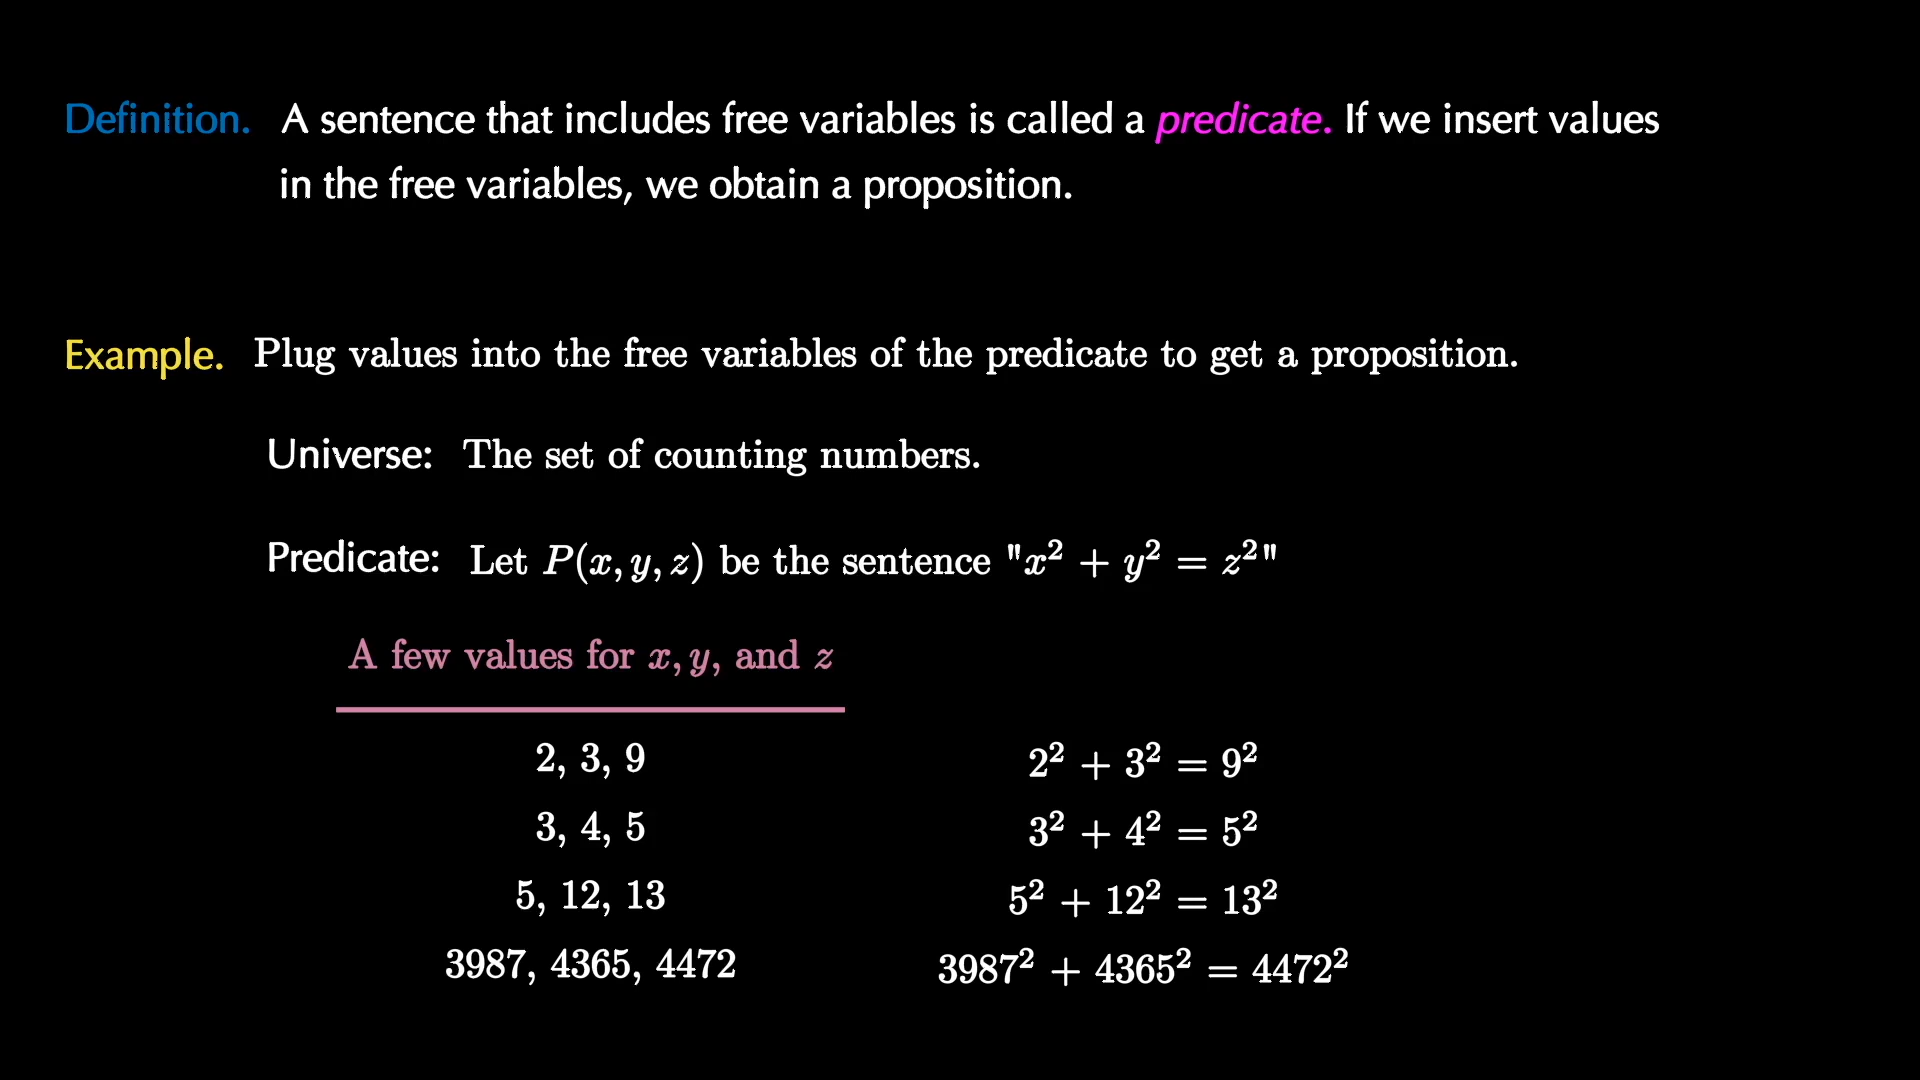 Definition. A sentence that includes free variables is called a predicate. If we insert values
in the free variables, we obtain a proposition.
Example. Plug values into the free variables of the predicate to get a proposition.
Universe: The set of counting numbers.
Predicate: Let P(x, y, z) be the sentence "x² + y² = z²"
A few values for x, y, and z
2, 3, 9 2² + 3² = 9²
3, 4, 5 3² + 4² = 5²
5, 12, 13 5² + 12² = 13²
3987, 4365, 4472 3987² + 4365² = 4472²